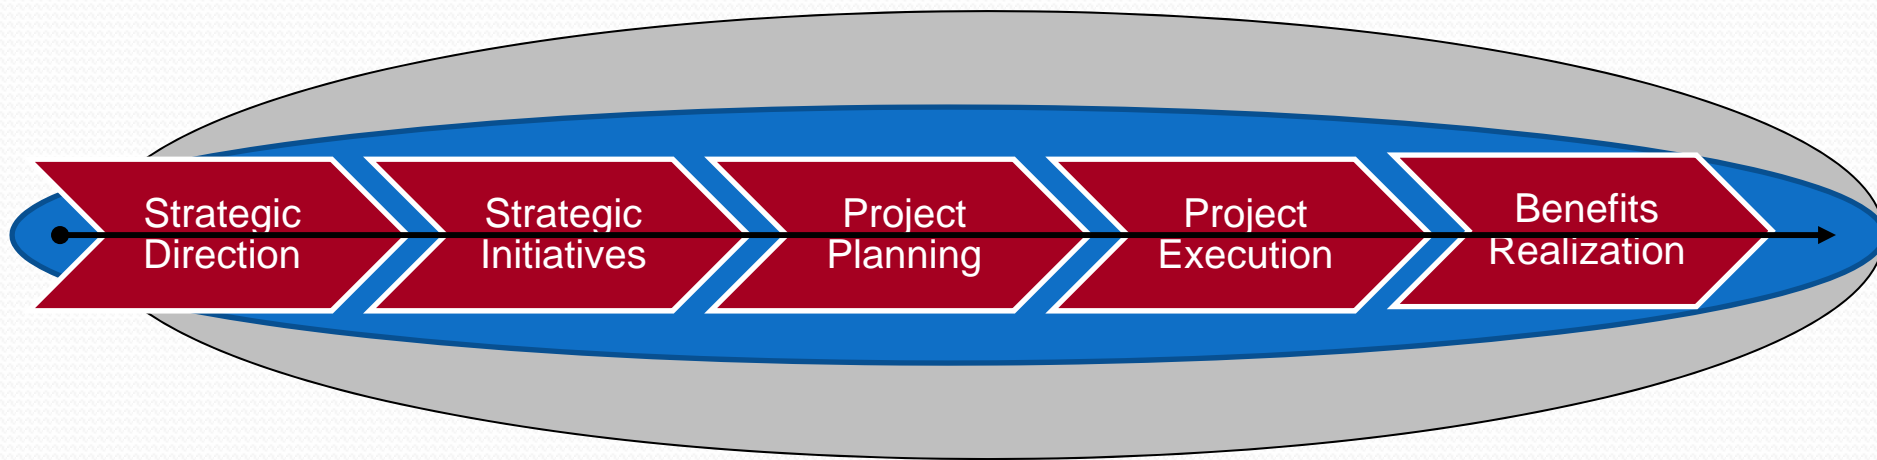 Strategic
Direction
Strategic
Initiatives
Project
Planning
Project
Execution
Benefits
Realization